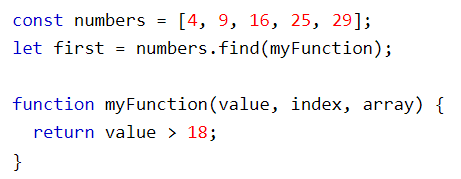 const numbers = [4, 9, 16, 25, 29];
let first = numbers.find(myFunction);

function myFunction(value, index, array) {
  return value > 18;
}